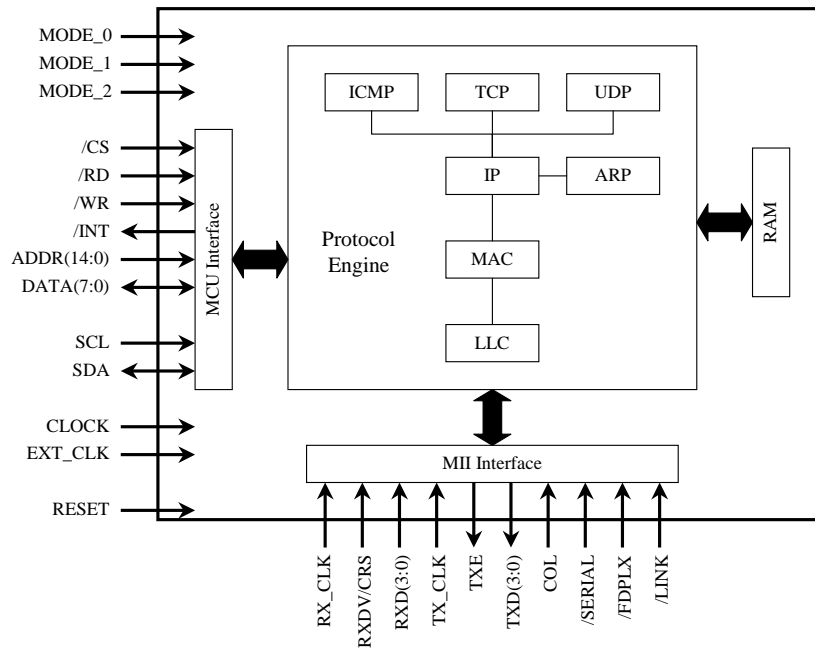 MODE_0
MODE_1
MODE_2
/CS
/RD
/WR
/INT
ADDR(14:0)
DATA(7:0)
SCL
SDA
CLOCK
EXT_CLK
RESET
MCU Interface
Protocol
Engine
ICMP
TCP
UDP
IP
ARP
MAC
LLC
RAM
MII Interface
RX_CLK
RXDV/CRS
RXD(3:0)
TX_CLK
TXE
TXD(3:0)
COL
/SERIAL
/FDPLX
/LINK